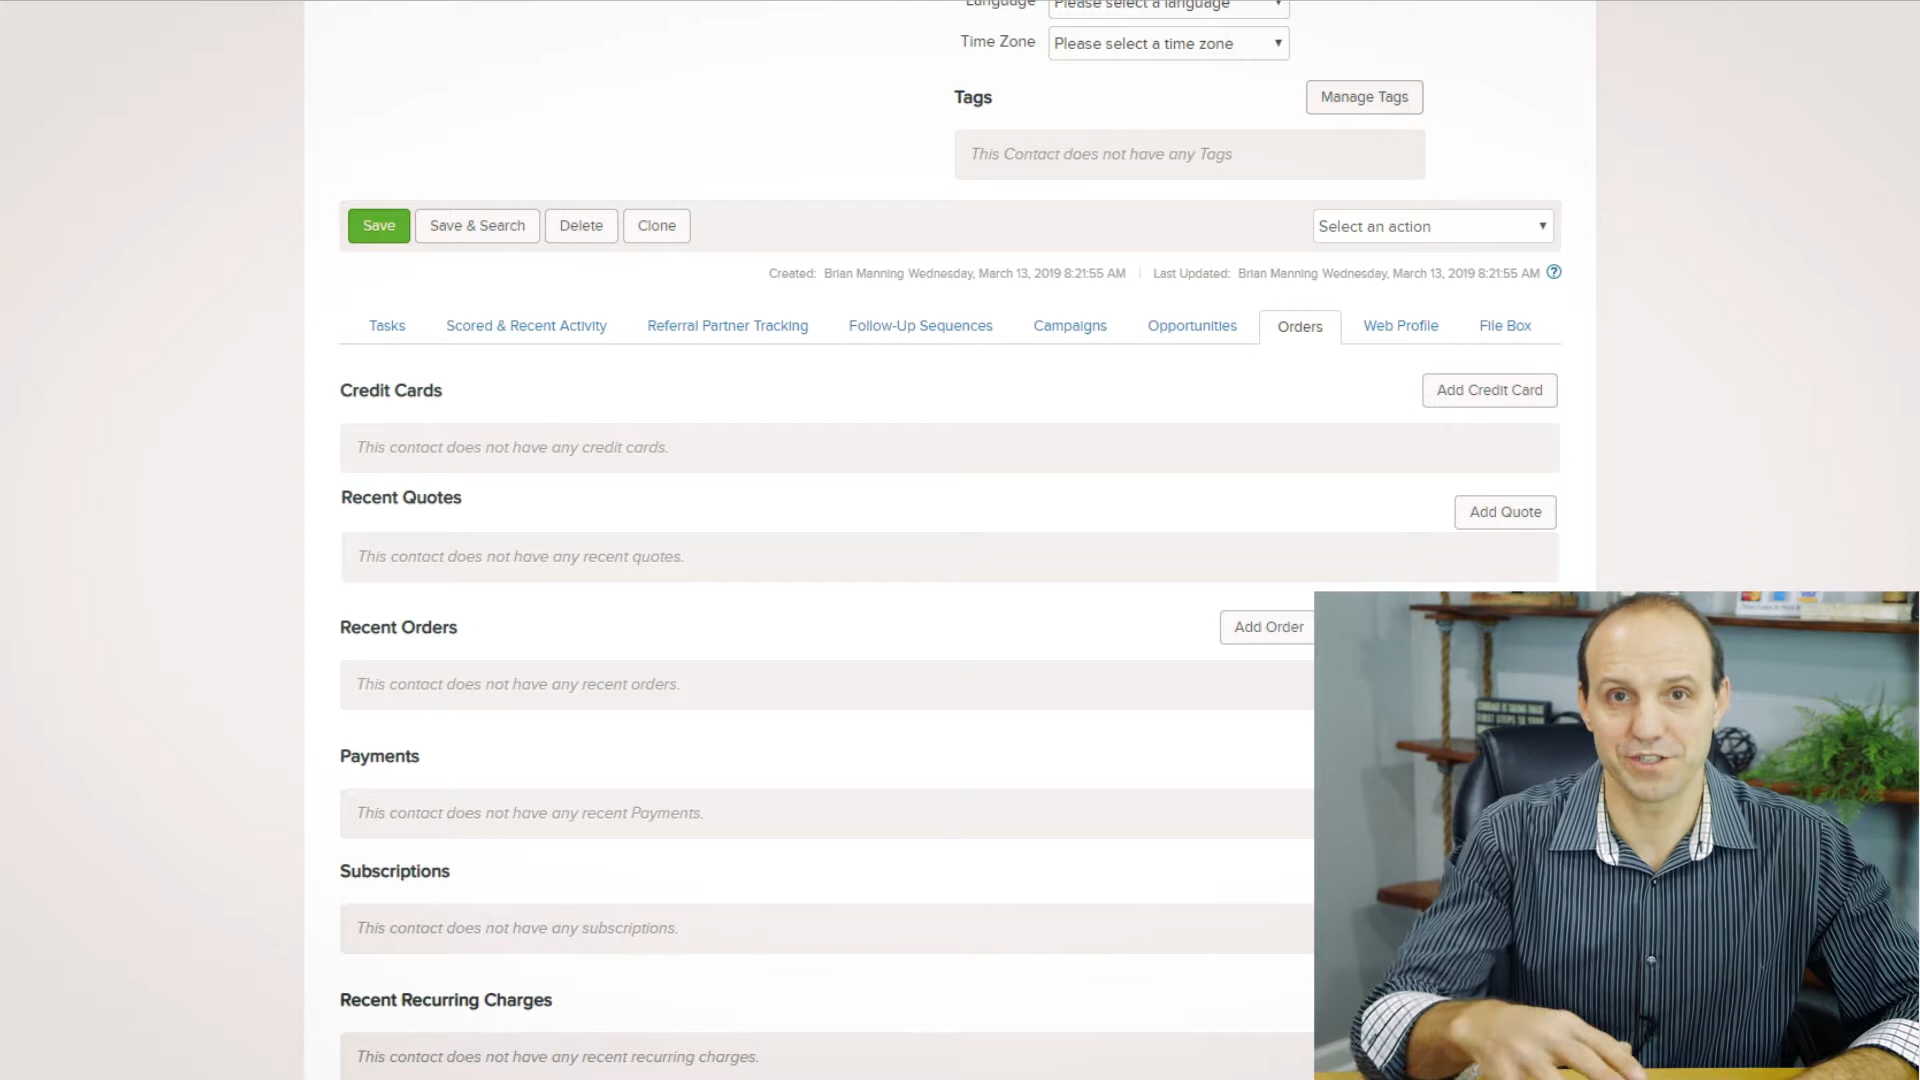 Language Please select a language
Time Zone Please select a time zone
Tags Manage Tags
This Contact does not have any Tags
Save Save & Search Delete Clone Select an action
Created: Brian Manning Wednesday, March 13, 2019 8:21:55 AM Last Updated: Brian Manning Wednesday, March 13, 2019 8:21:55 AM ?
Tasks Scored & Recent Activity Referral Partner Tracking Follow-Up Sequences Campaigns Opportunities Orders Web Profile File Box
Credit Cards Add Credit Card
This contact does not have any credit cards.
Recent Quotes Add Quote
This contact does not have any recent quotes.
Recent Orders Add Order
This contact does not have any recent orders.
Payments
This contact does not have any recent Payments.
Subscriptions
This contact does not have any subscriptions.
Recent Recurring Charges
This contact does not have any recent recurring charges.